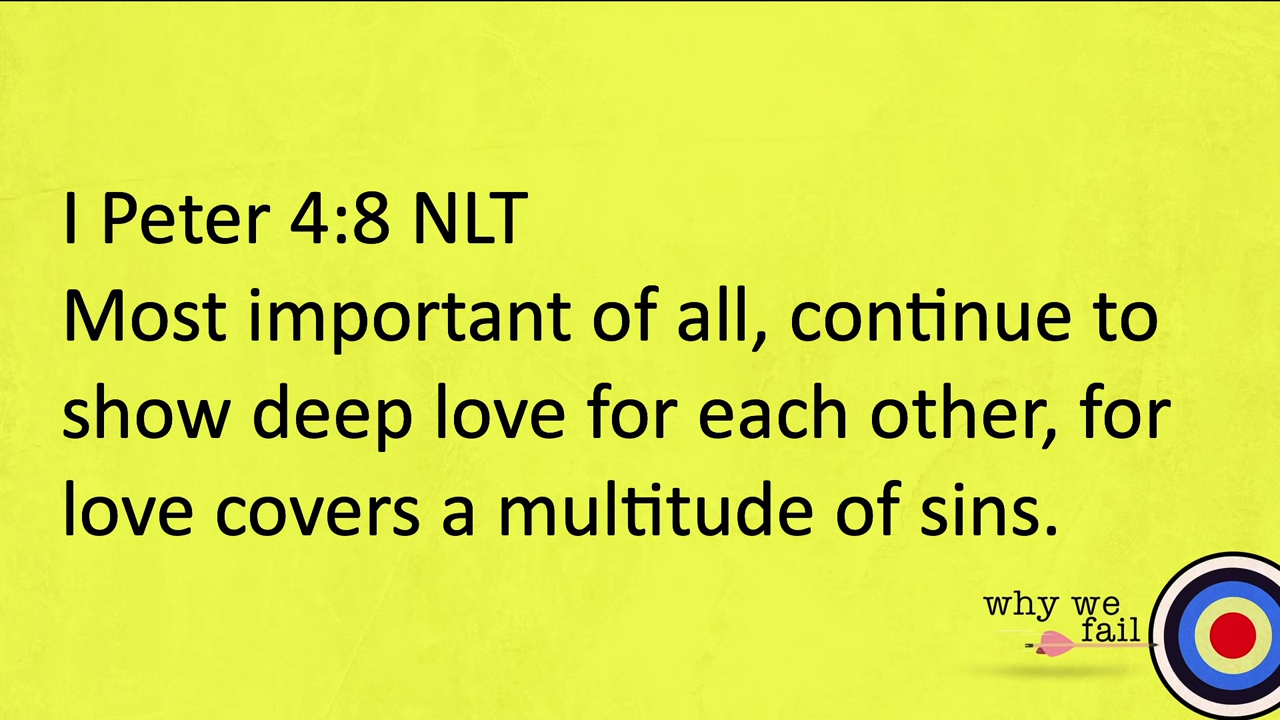 I Peter 4:8 NLT
Most important of all, continue to
show deep love for each other, for
love covers a multitude of sins.
why we
fail